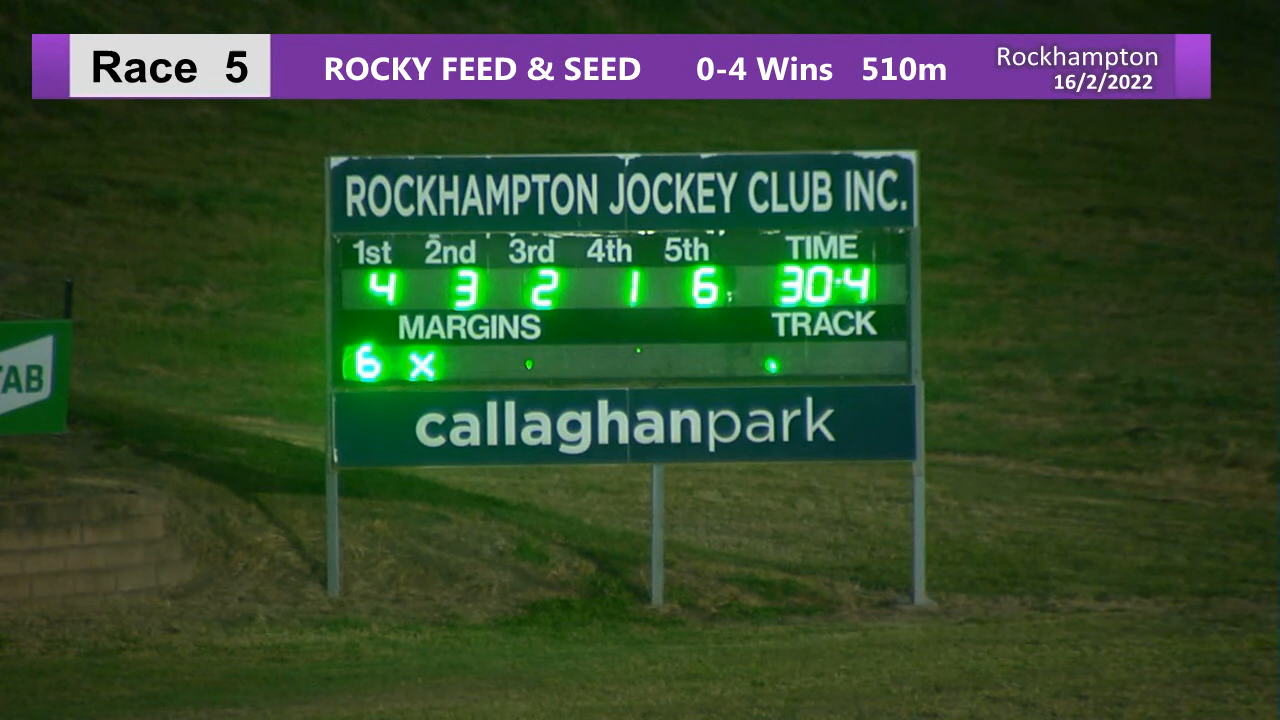 Race 5 ROCKY FEED & SEED 0-4 Wins 510m Rockhampton
16/2/2022
ROCKHAMPTON JOCKEY CLUB INC.
1st 2nd 3rd 4th 5th TIME
4 3 2 1 6 30.4
MARGINS TRACK
6 x
TAB
callaghanpark